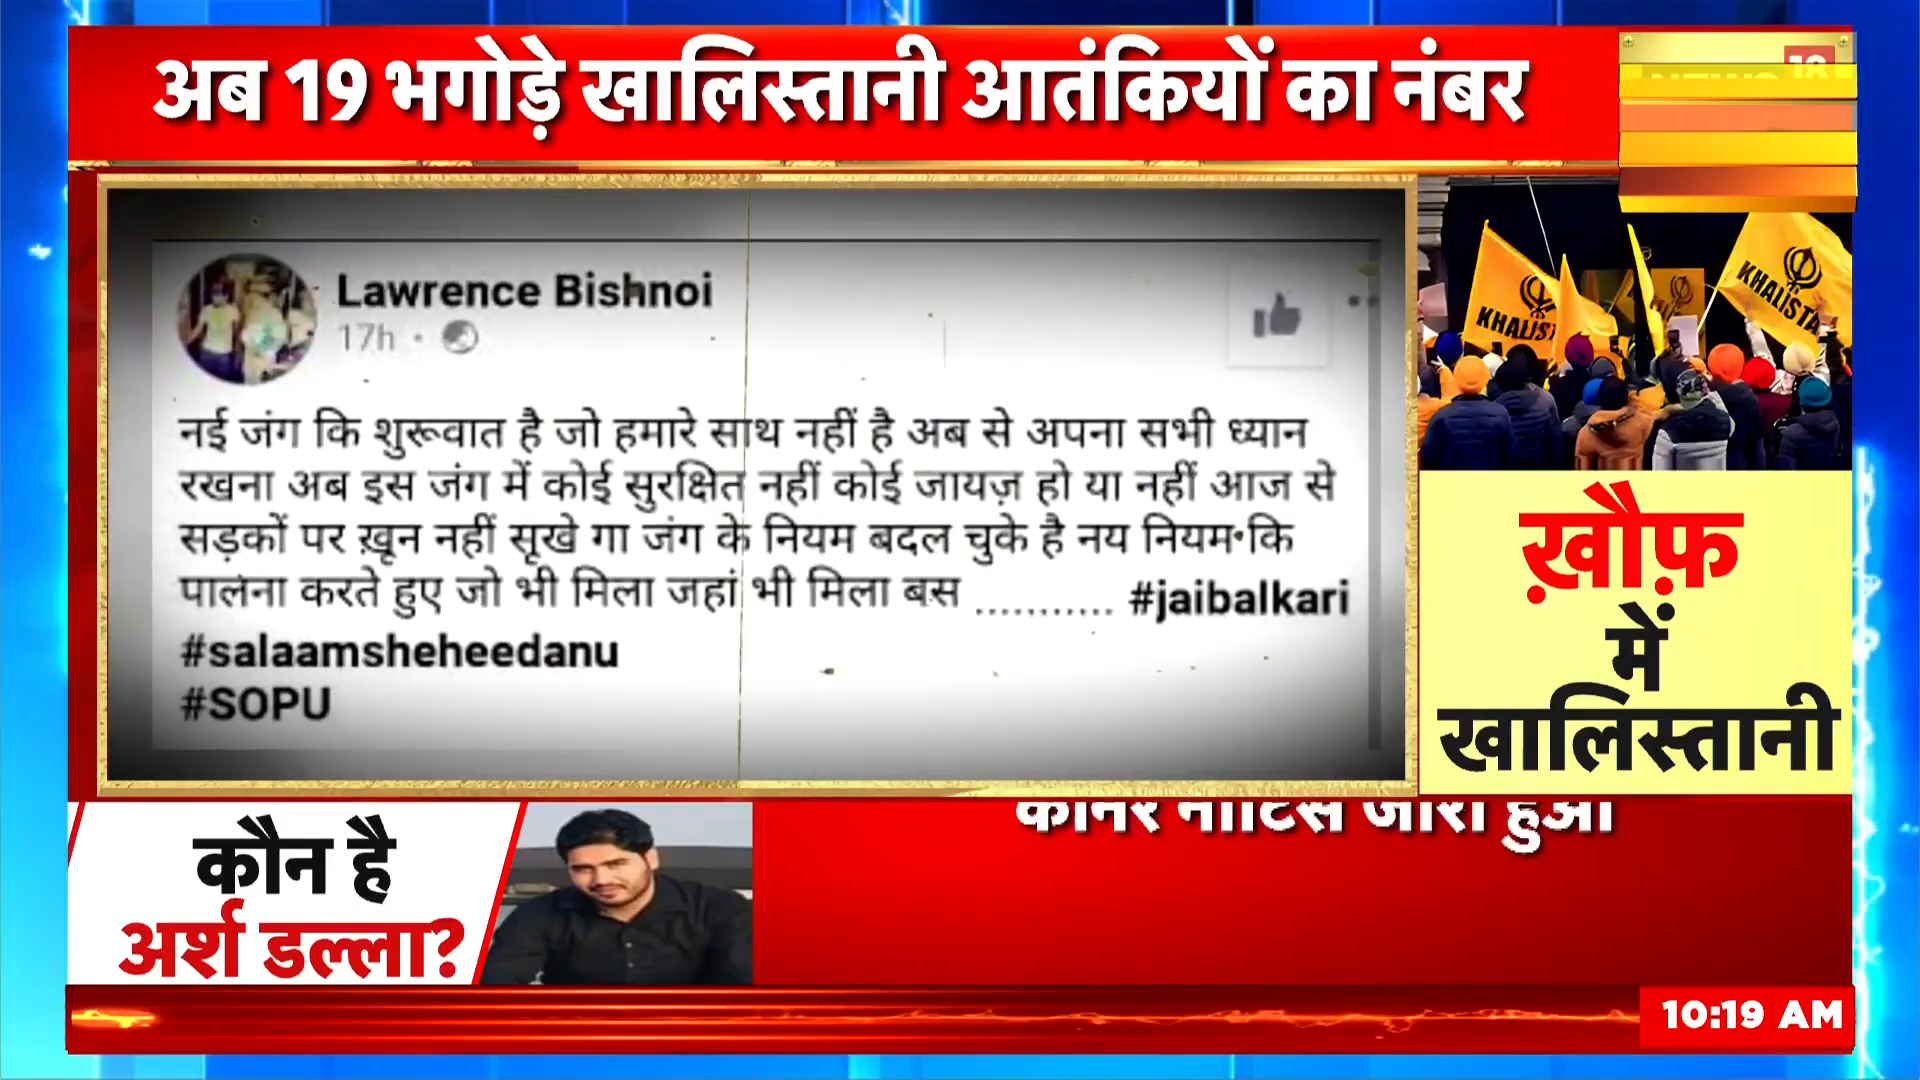 अब 19 भगोड़े खालिस्तानी आतंकियों का नंबर
18
Lawrence Bishnoi
17h
नई जंग कि शुरूवात है जो हमारे साथ नहीं है अब से अपना सभी ध्यान
रखना अब इस जंग में कोई सुरक्षित नहीं कोई जायज़ हो या नहीं आज से
सड़कों पर ख़ून नहीं सूखे गा जंग के नियम बदल चुके है नय नियम कि
पालना करते हुए जो भी मिला जहां भी मिला बस ........... #jaibalkari
#salaamsheheedanu
#SOPU
KHALIST
KHALISTA
ख़ौफ़
में
खालिस्तानी
कौन है
अर्श डल्ला?
नोटिस जारी हुआ
10:19 AM